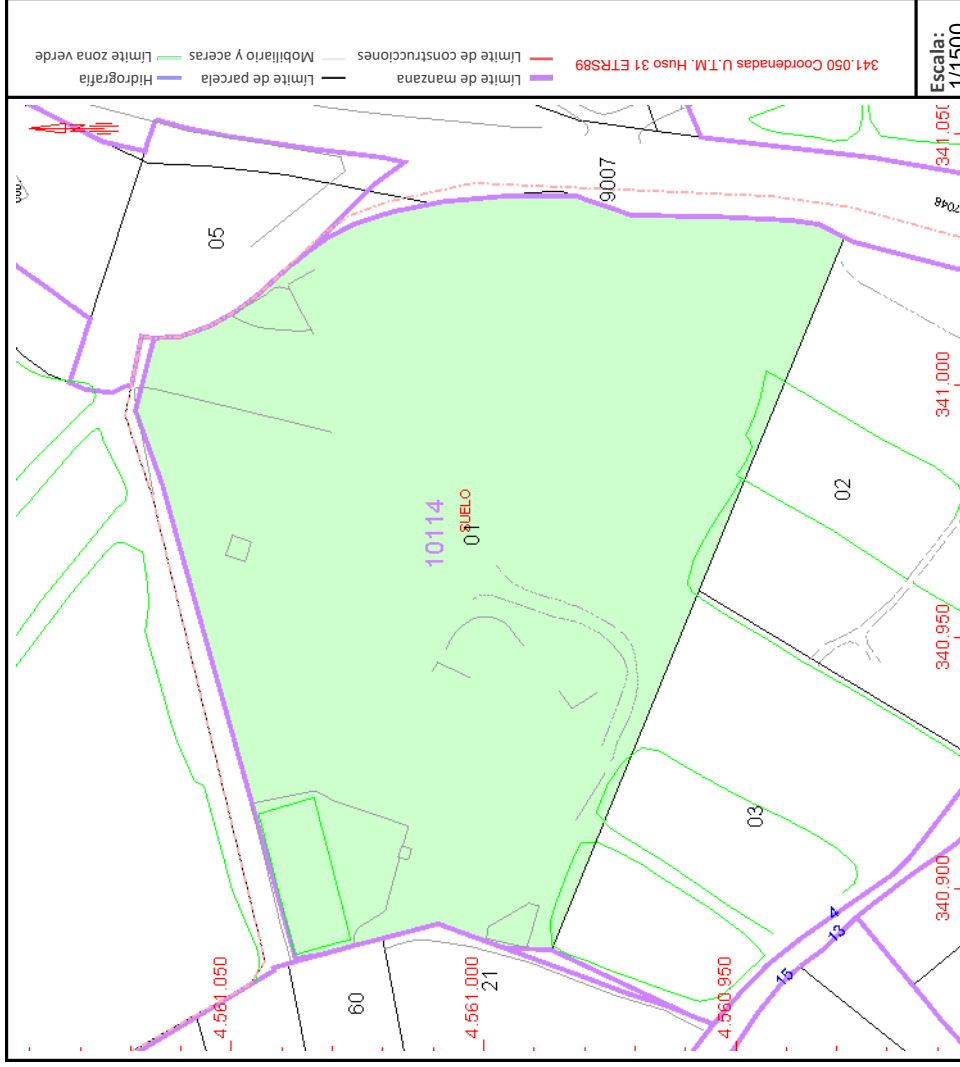 Límite de manzana
Límite de parcela
Hidrografía
Límite de construcciones
Mobiliario y aceras
Límite zona verde
341.050 Coordenadas U.T.M. Huso 31 ETRS89
Escala:
1/1500
341.050
341.000
340.950
340.900
4.561.050
4.561.000
4.560.950
05
9007
7046
10114
SUELO
01
02
03
60
21
4
13
15